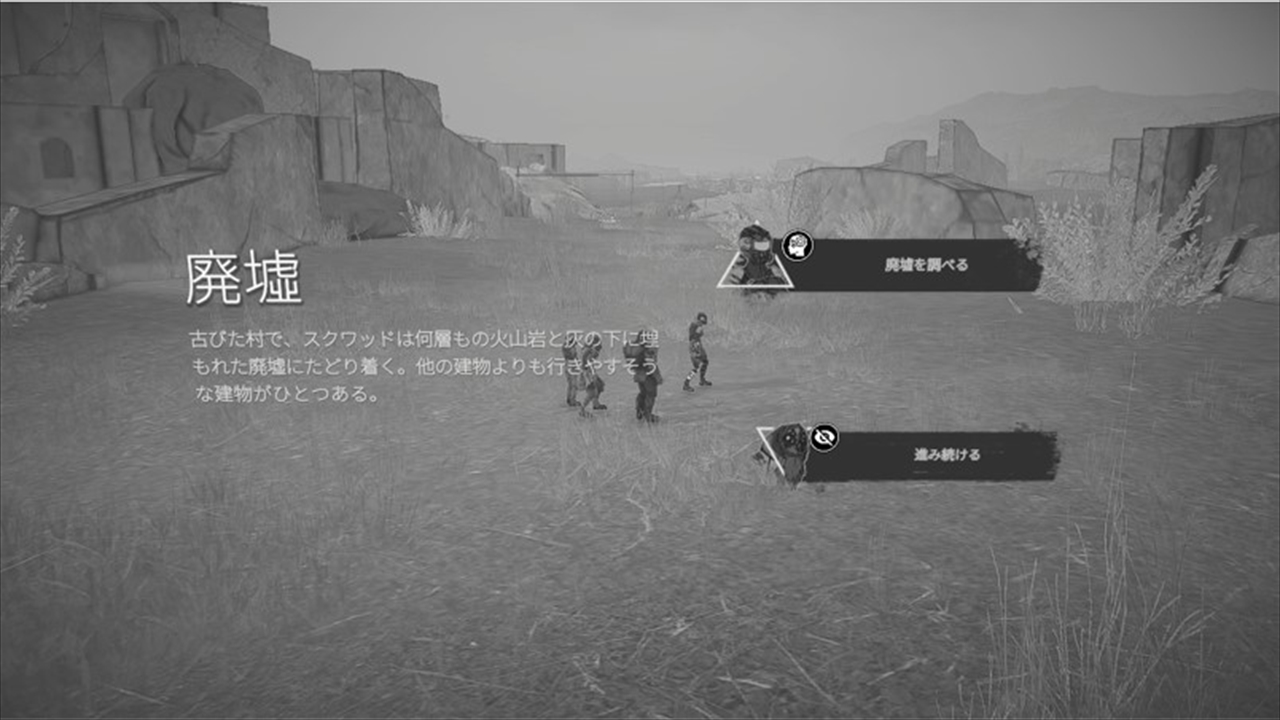 廃墟
古びた村で、スクワッドは何層もの火山岩と灰の下に埋
もれた廃墟にたどり着く。他の建物よりも行きやすそう
な建物がひとつある。
廃墟を調べる
進み続ける